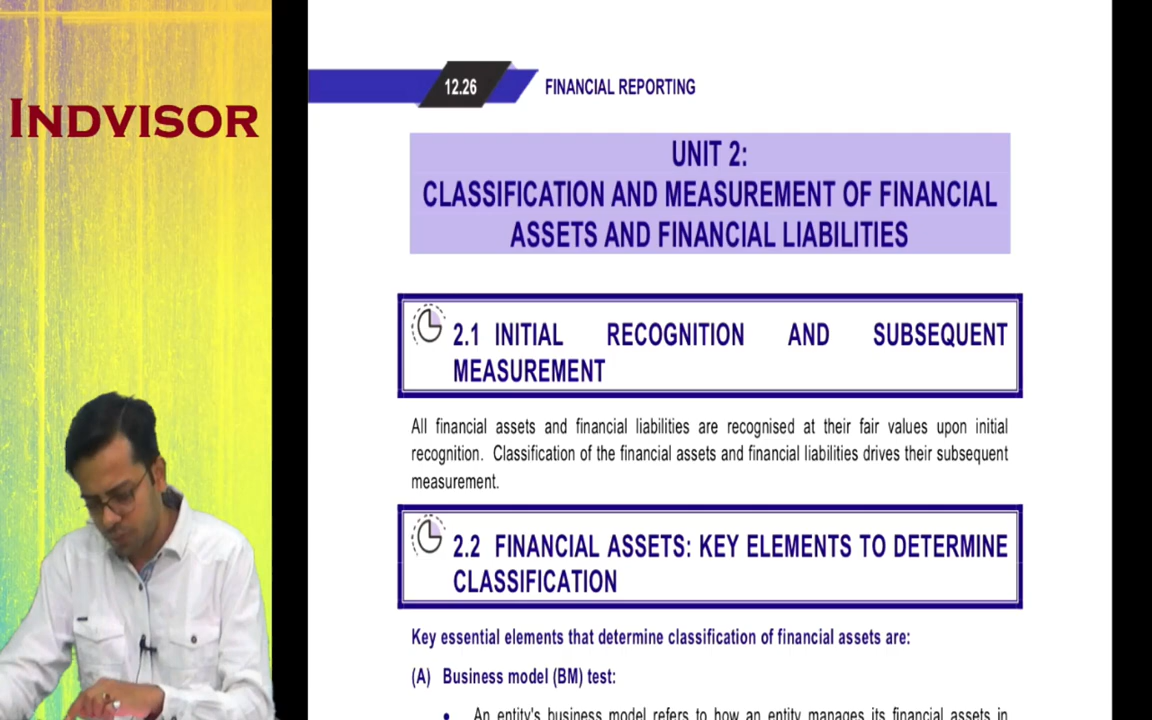 INDVISOR
12.26 FINANCIAL REPORTING
UNIT 2:
CLASSIFICATION AND MEASUREMENT OF FINANCIAL
ASSETS AND FINANCIAL LIABILITIES
2.1 INITIAL RECOGNITION AND SUBSEQUENT
MEASUREMENT
All financial assets and financial liabilities are recognised at their fair values upon initial
recognition. Classification of the financial assets and financial liabilities drives their subsequent
measurement.
2.2 FINANCIAL ASSETS: KEY ELEMENTS TO DETERMINE
CLASSIFICATION
Key essential elements that determine classification of financial assets are:
(A) Business model (BM) test:
• An entity's business model refers to how an entity manages its financial assets in